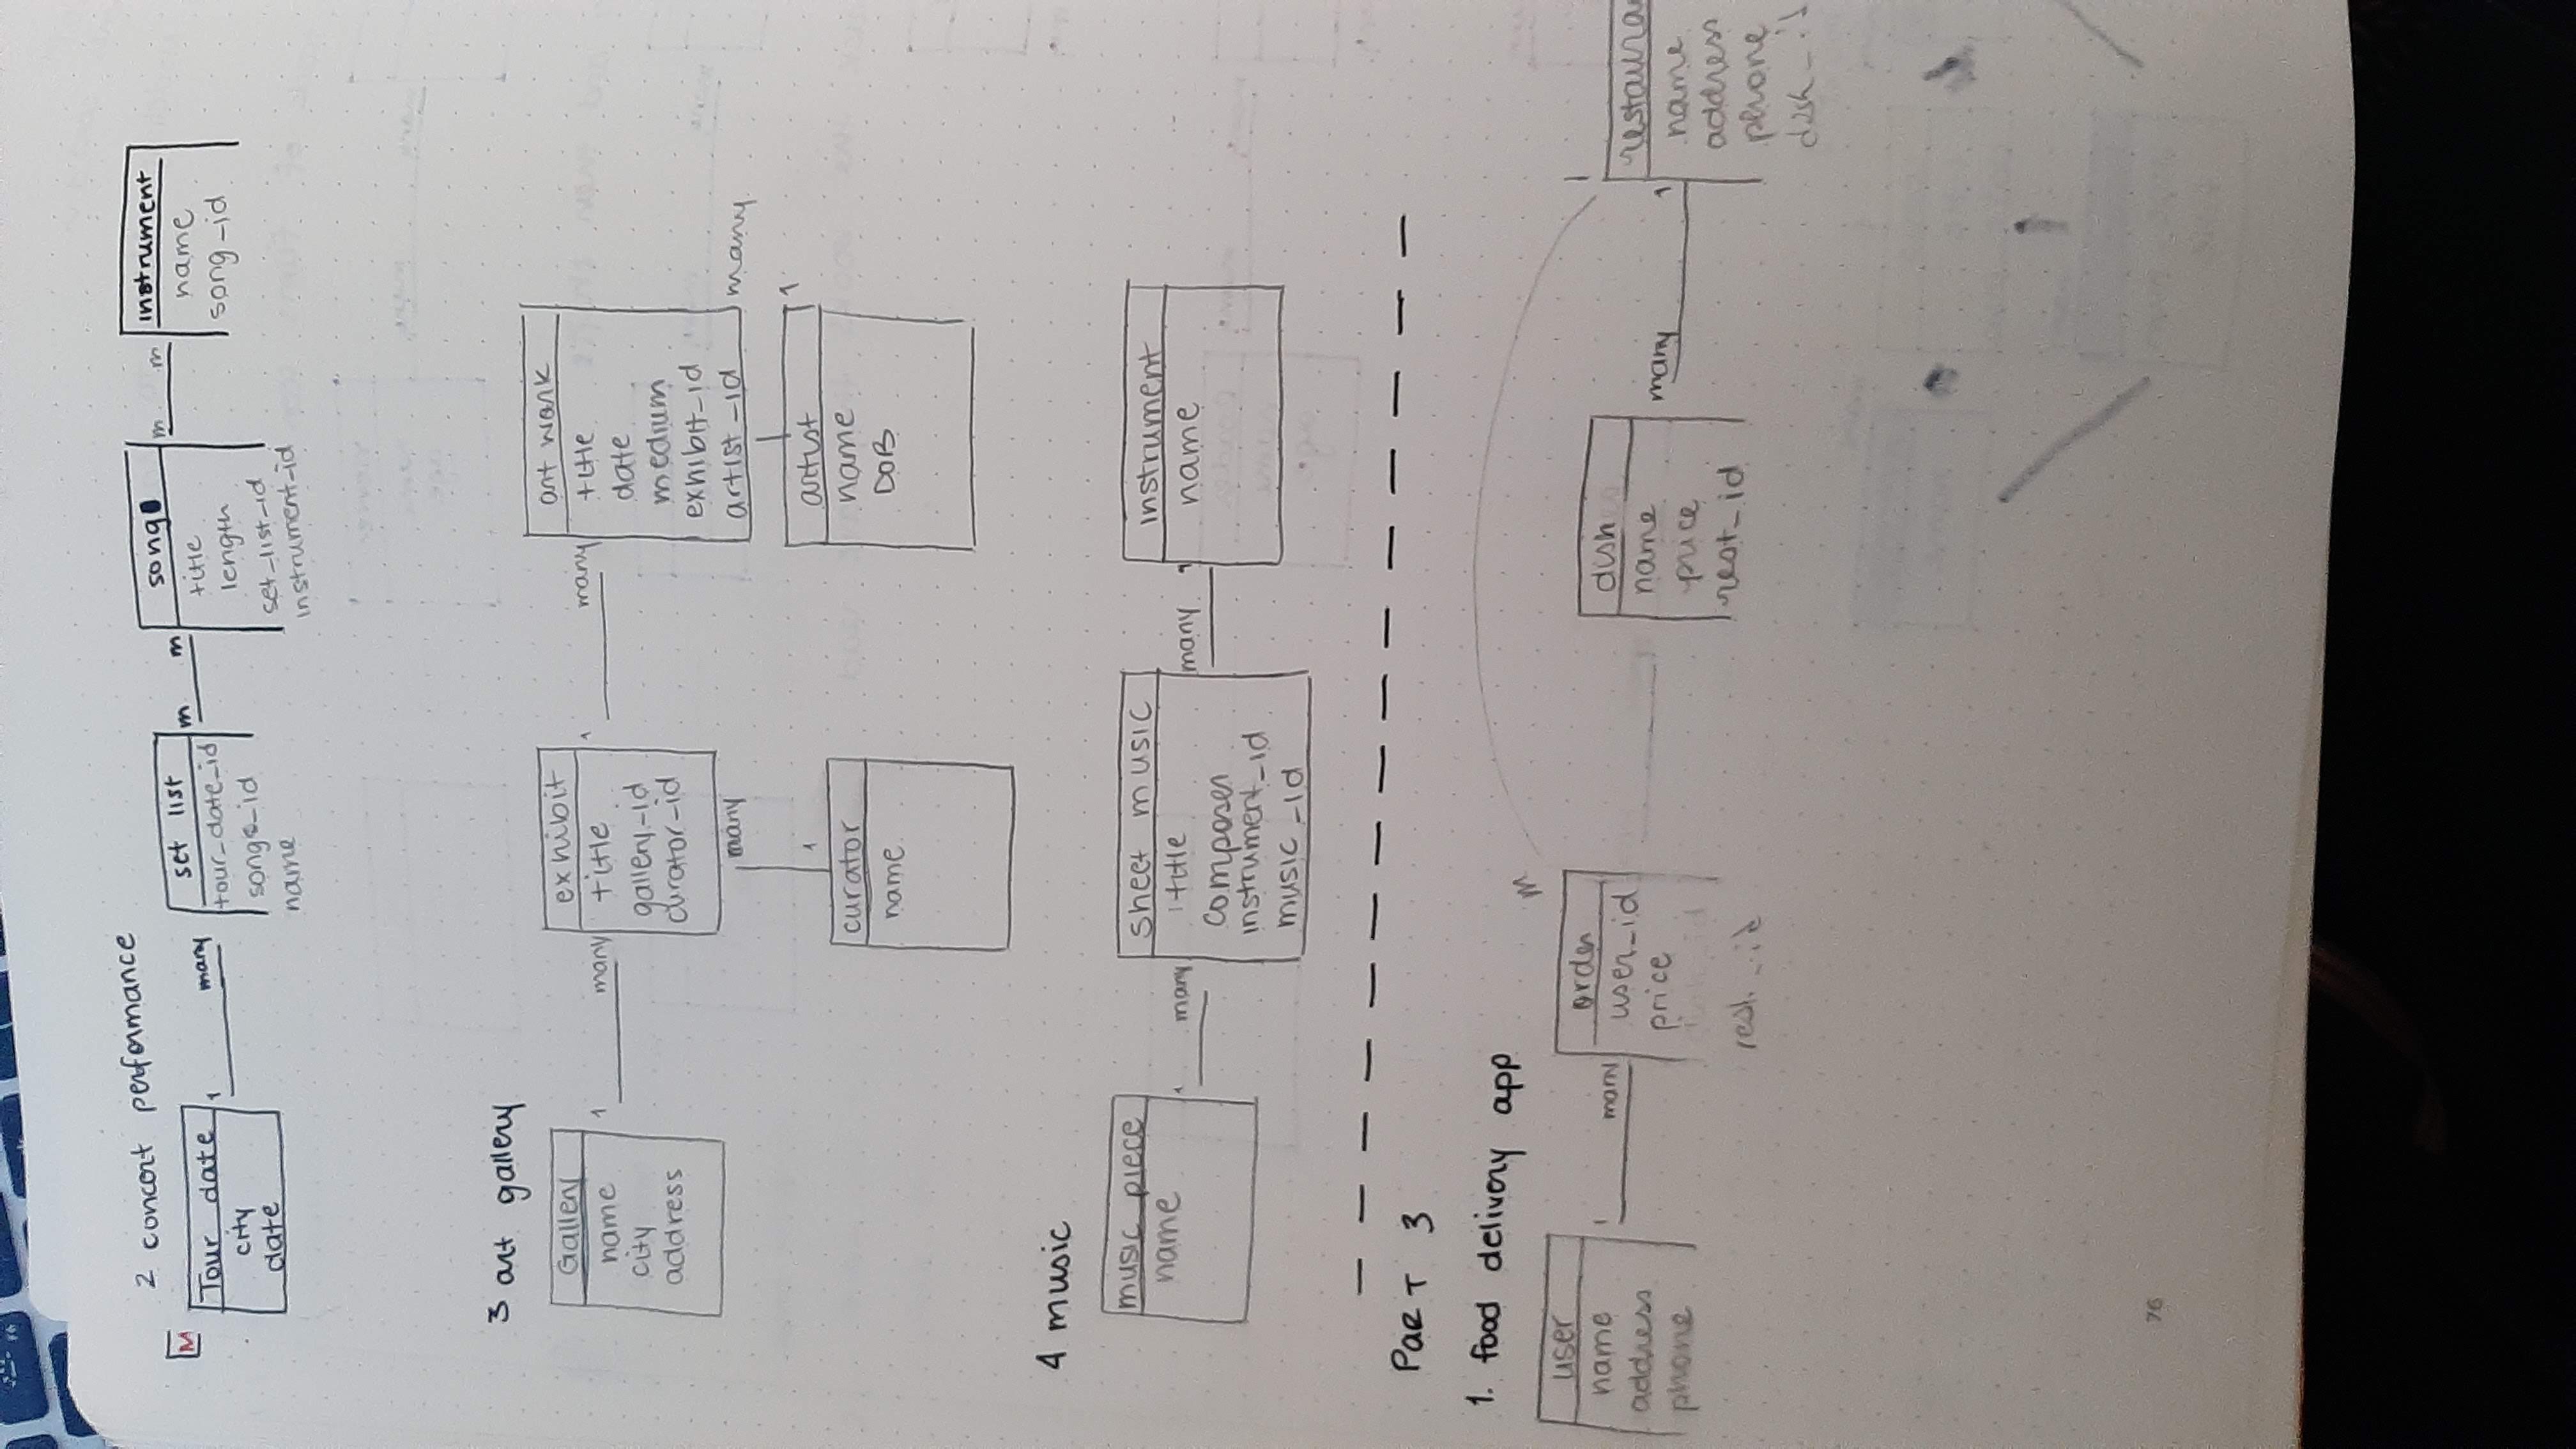 2 concert performance
M
Tour date
city
date
1 many
set list
tour_date_id
songs_id
name
m m
song
title
length
set_list_id
instrument_id
m m
instrument
name
song_id
3 art gallery
Gallery
name
city
address
1 many
exhibit
title
gallery_id
curator_id
1 many
art work
title
date
medium
exhibit_id
artist_id
many
1
artist
name
DOB
many
1
curator
name
4 music
music piece
name
1 many
sheet music
title
composer
instrument_id
music_id
many 1
instrument
name
PART 3
1. food delivery app
user
name
address
phone
1 many
M
order
user_id
price
rest_id
dish
name
price
rest_id
many 1
1
restaura
name
address
phone
dish_id
76